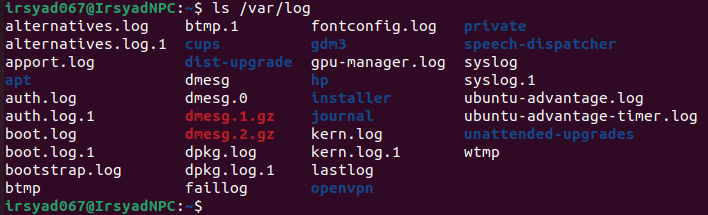 irsyad067@IrsyadNPC:~$ ls /var/log
alternatives.log btmp.1 fontconfig.log private
alternatives.log.1 cups gdm3 speech-dispatcher
apport.log dist-upgrade gpu-manager.log syslog
apt dmesg hp syslog.1
auth.log dmesg.0 installer ubuntu-advantage.log
auth.log.1 dmesg.1.gz journal ubuntu-advantage-timer.log
boot.log dmesg.2.gz kern.log unattended-upgrades
boot.log.1 dpkg.log kern.log.1 wtmp
bootstrap.log dpkg.log.1 lastlog
btmp faillog openvpn
irsyad067@IrsyadNPC:~$